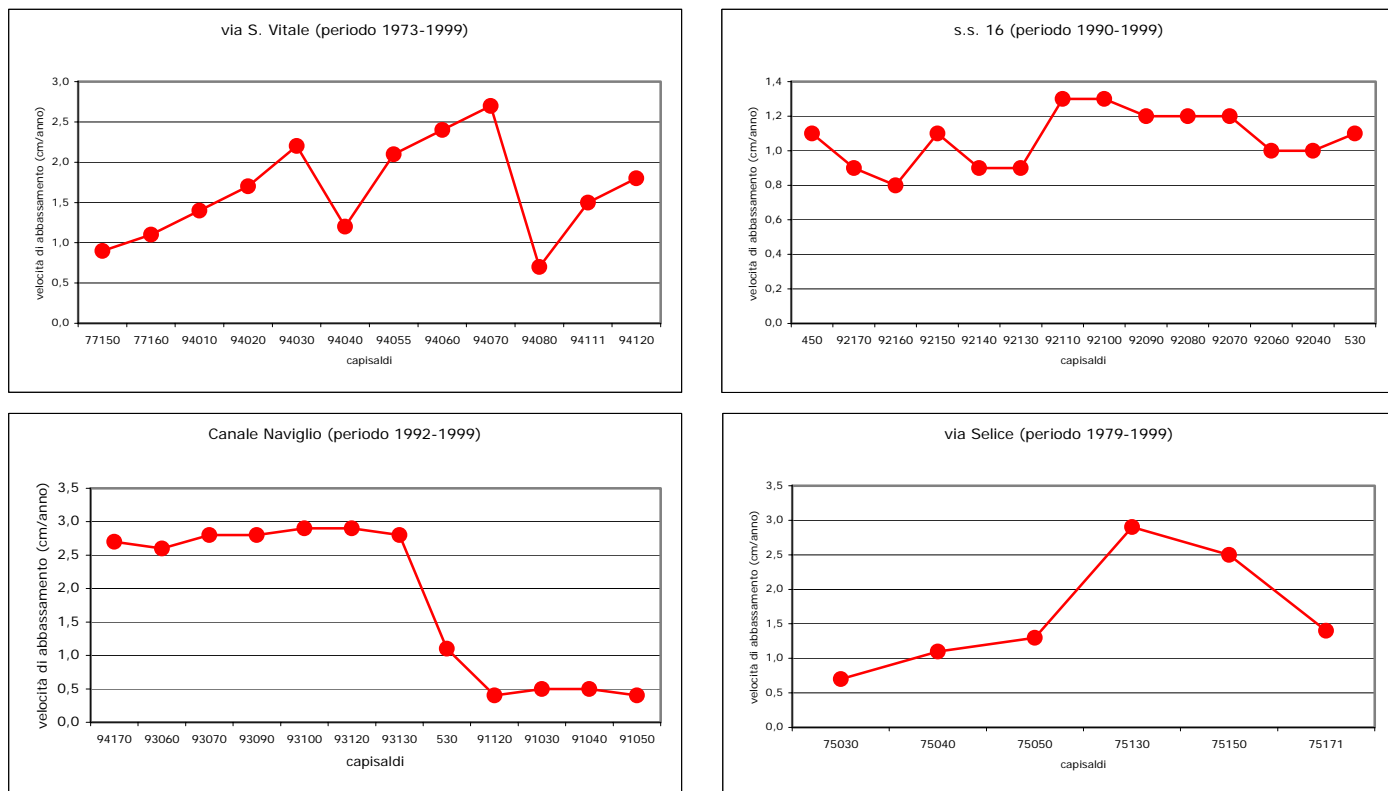 via S. Vitale (periodo 1973-1999)
velocità di abbassamento (cm/anno)
3,0
2,5
2,0
1,5
1,0
0,5
0,0
77150 77160 94010 94020 94030 94040 94055 94060 94070 94080 94111 94120
capisaldi
s.s. 16 (periodo 1990-1999)
velocità di abbassamento (cm/anno)
1,4
1,2
1,0
0,8
0,6
0,4
0,2
0,0
450 92170 92160 92150 92140 92130 92110 92100 92090 92080 92070 92060 92040 530
capisaldi
Canale Naviglio (periodo 1992-1999)
velocità di abbassamento (cm/anno)
3,5
3,0
2,5
2,0
1,5
1,0
0,5
0,0
94170 93060 93070 93090 93100 93120 93130 530 91120 91030 91040 91050
capisaldi
via Selice (periodo 1979-1999)
velocità di abbassamento (cm/anno)
3,5
3,0
2,5
2,0
1,5
1,0
0,5
0,0
75030 75040 75050 75130 75150 75171
capisaldi